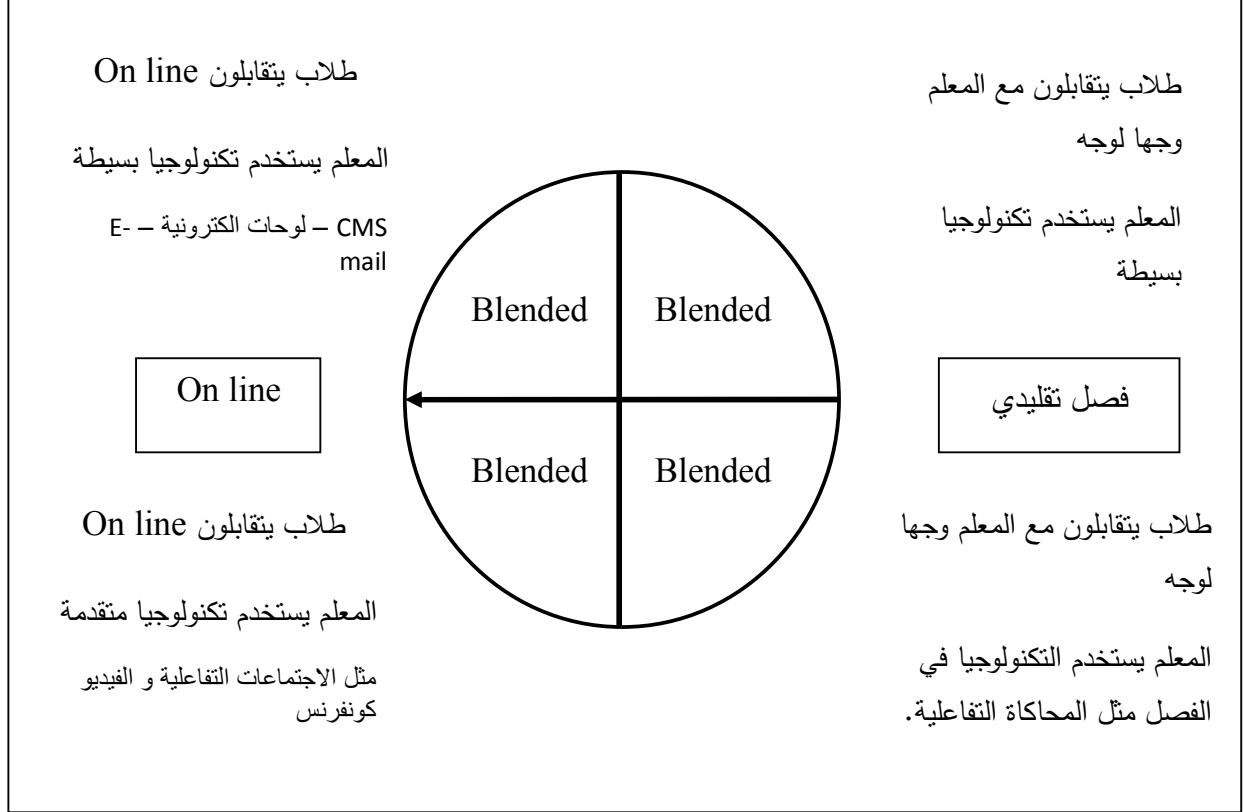 طلاب يتقابلون مع المعلم
وجها لوجه
المعلم يستخدم تكنولوجيا
بسيطة
طلاب يتقابلون On line
المعلم يستخدم تكنولوجيا بسيطة
CMS – لوحات الكترونية – E-
mail
Blended
Blended
فصل تقليدي
On line
Blended
Blended
طلاب يتقابلون مع المعلم وجها
لوجه
المعلم يستخدم التكنولوجيا في
الفصل مثل المحاكاة التفاعلية.
طلاب يتقابلون On line
المعلم يستخدم تكنولوجيا متقدمة
مثل الاجتماعات التفاعلية و الفيديو
كونفرنس